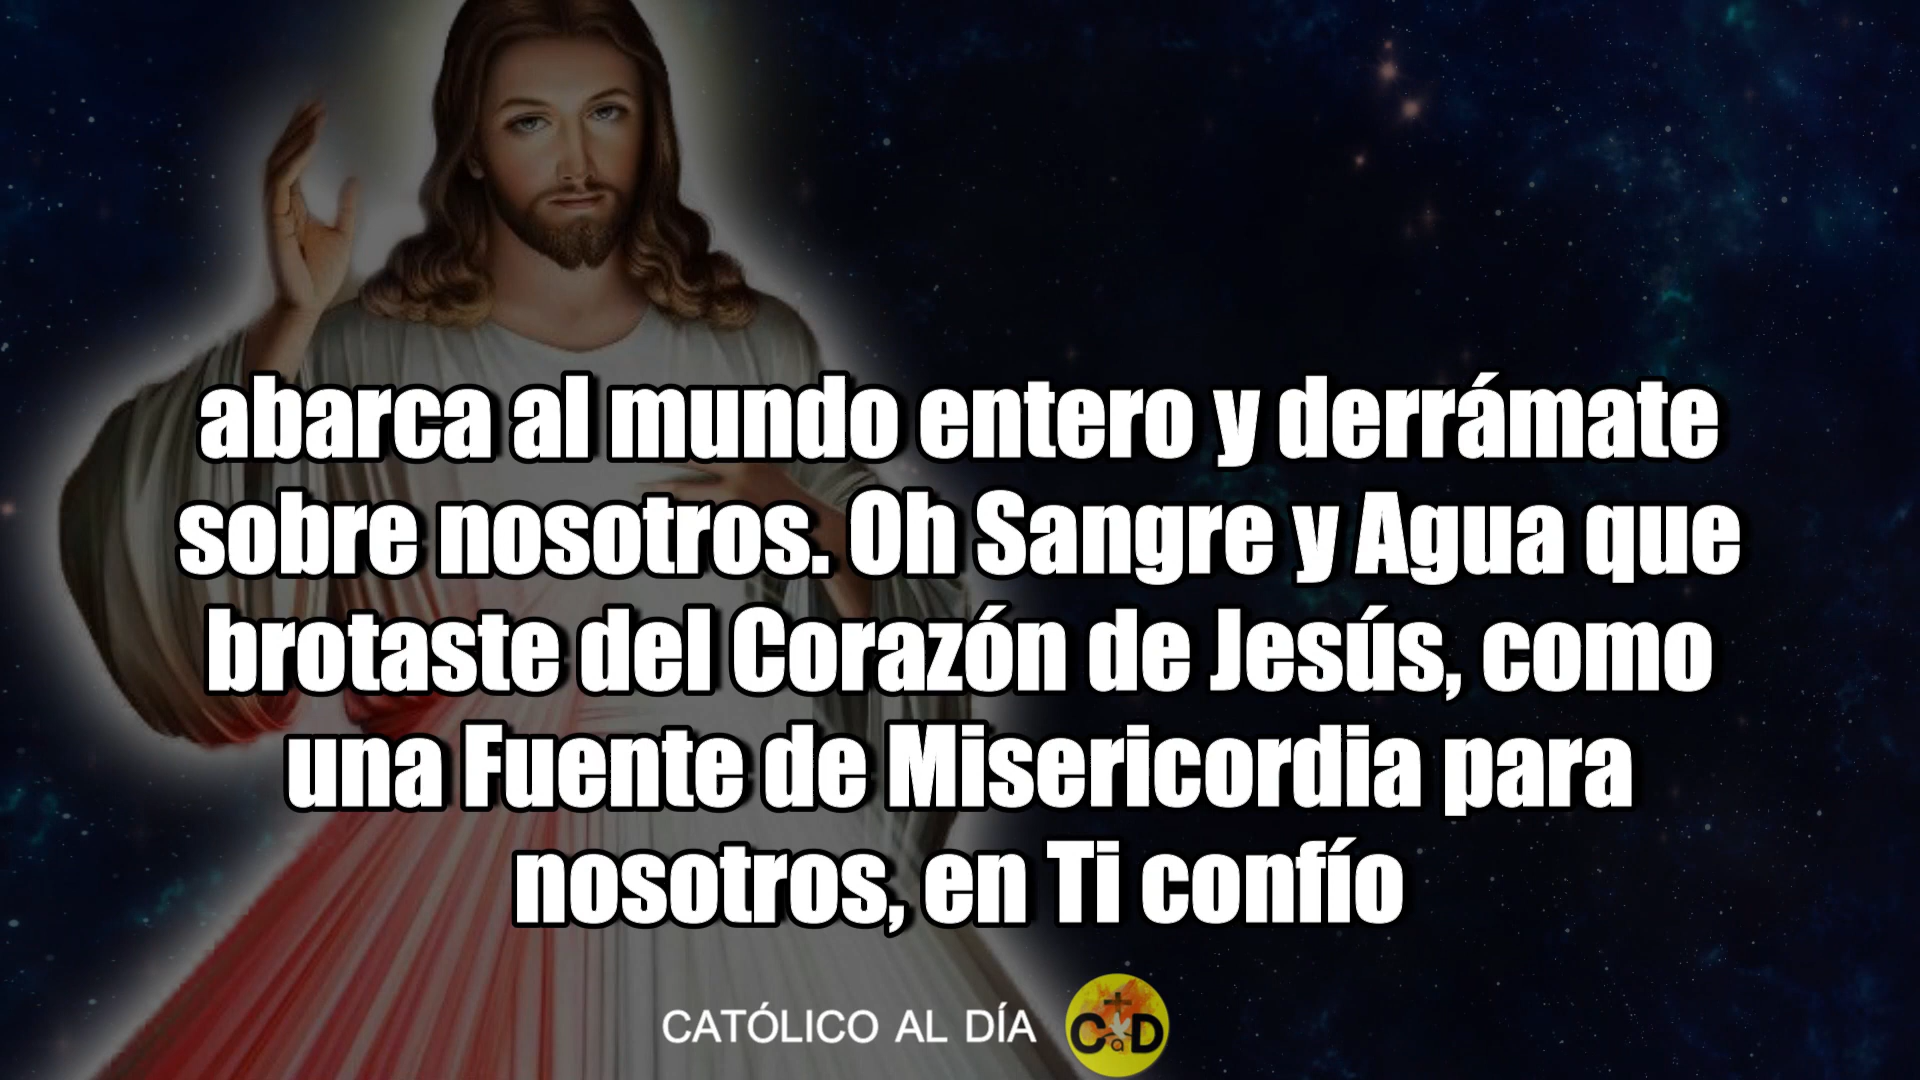 abarca al mundo entero y derrámate
sobre nosotros. Oh Sangre y Agua que
brotaste del Corazón de Jesús, como
una Fuente de Misericordia para
nosotros, en Ti confío
CATÓLICO AL DÍA
CaD